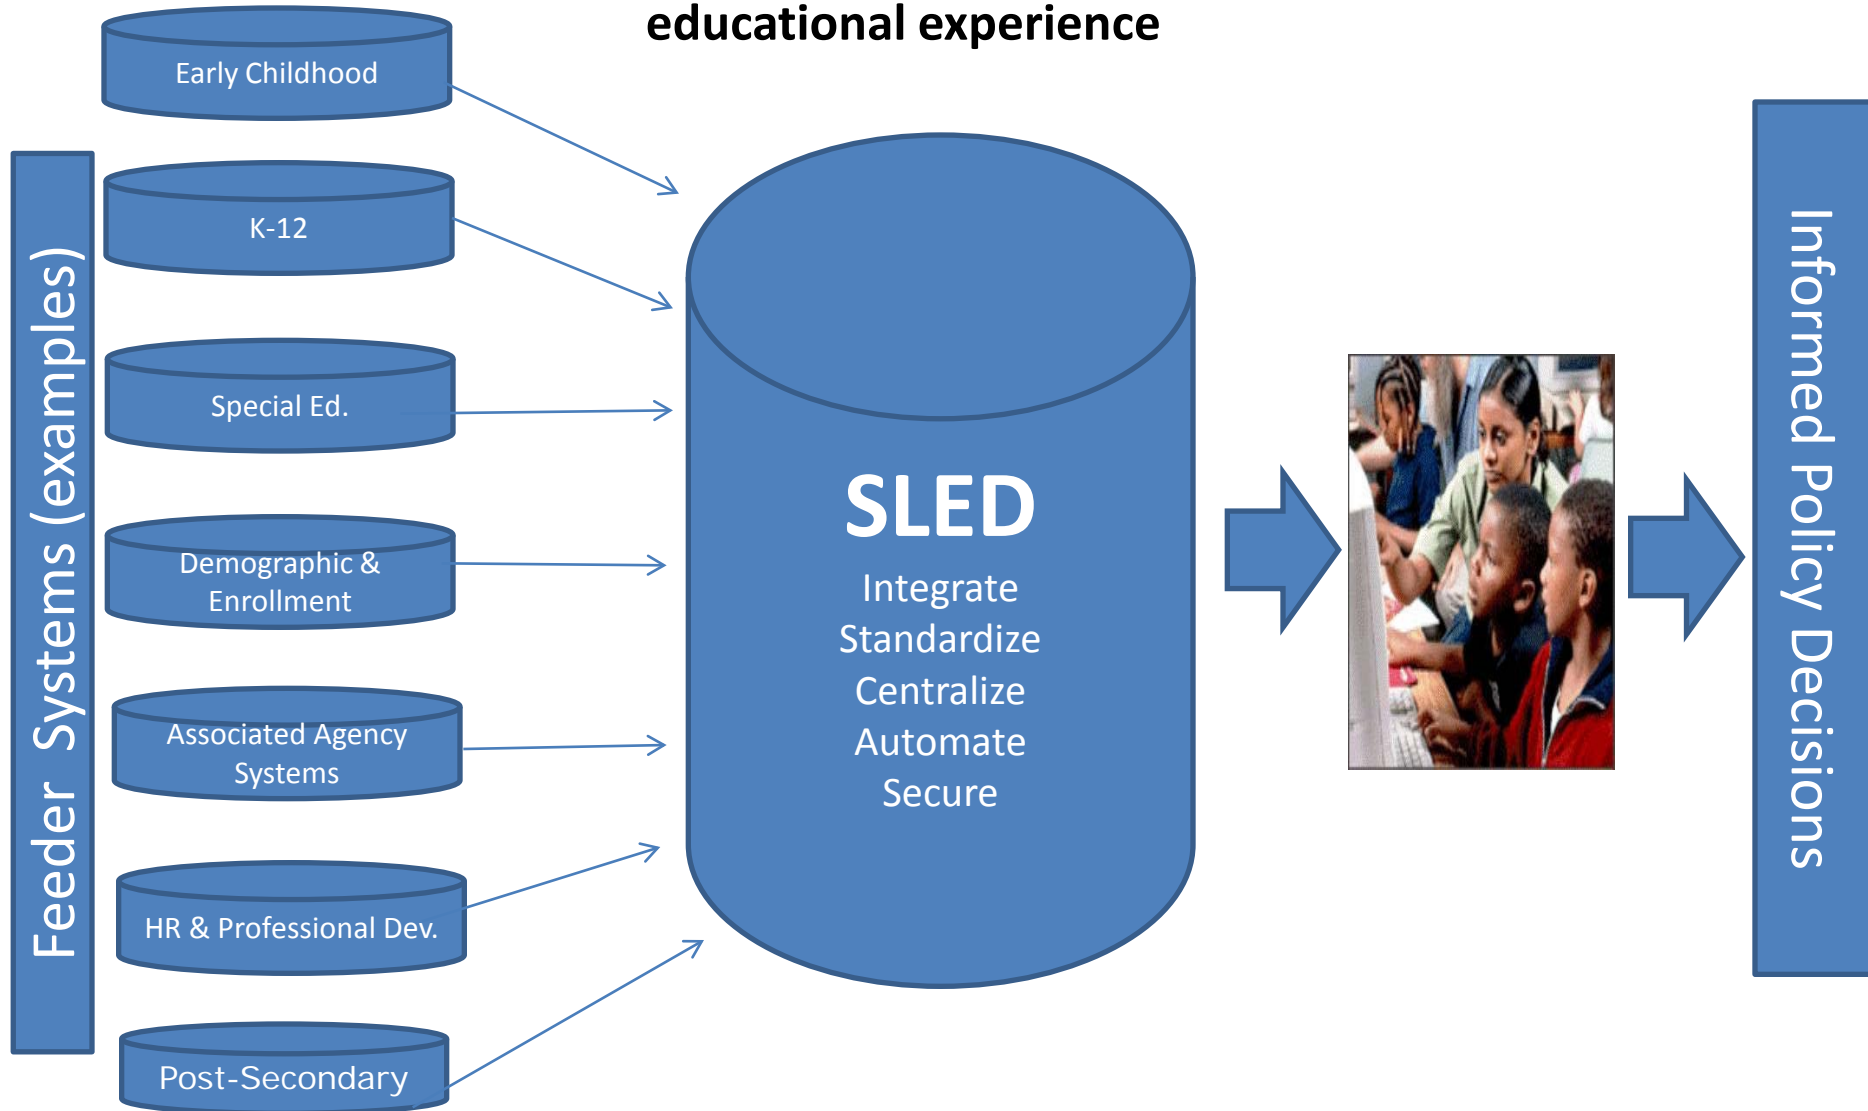 educational experience
Feeder Systems (examples)
Early Childhood
K-12
Special Ed.
Demographic &
Enrollment
Associated Agency
Systems
HR & Professional Dev.
Post-Secondary
SLED
Integrate
Standardize
Centralize
Automate
Secure
Informed Policy Decisions